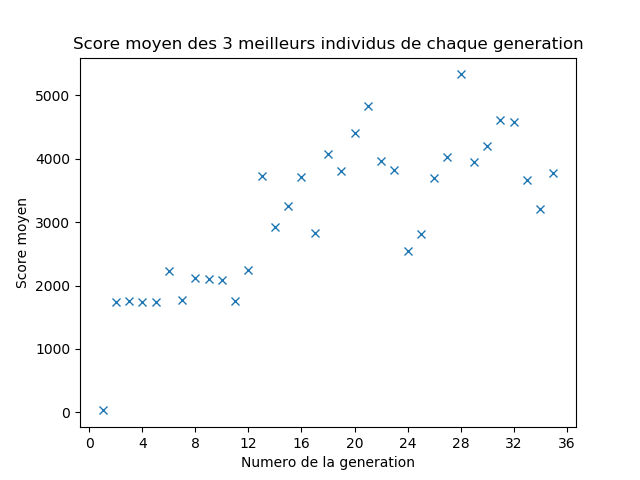 Score moyen des 3 meilleurs individus de chaque generation
Score moyen
5000
4000
3000
2000
1000
0
0 4 8 12 16 20 24 28 32 36
Numero de la generation